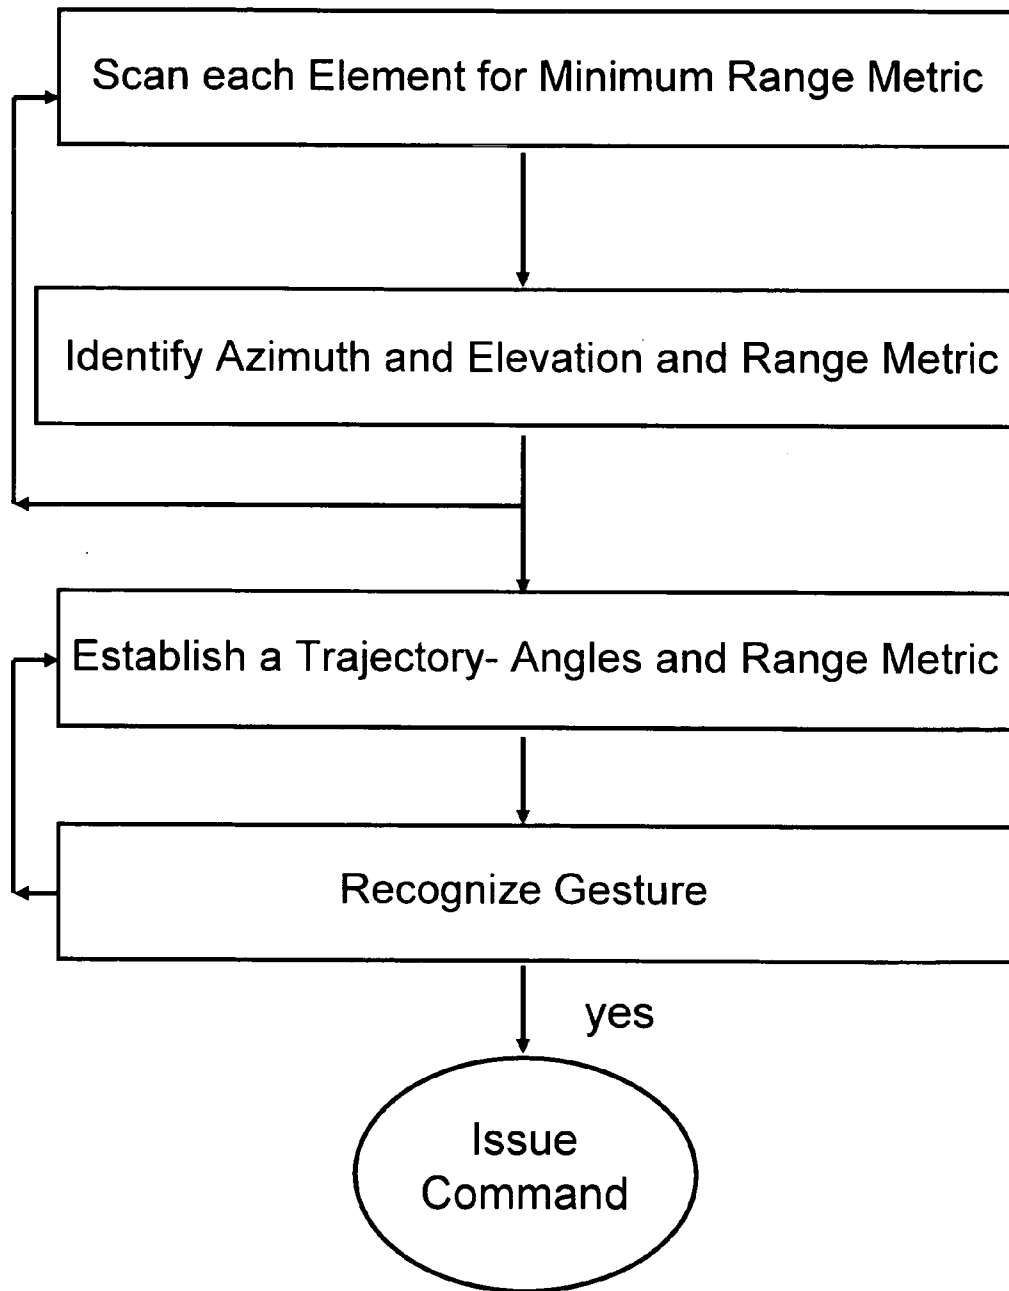 Scan each Element for Minimum Range Metric
Identify Azimuth and Elevation and Range Metric
Establish a Trajectory- Angles and Range Metric
Recognize Gesture
yes
Issue
Command